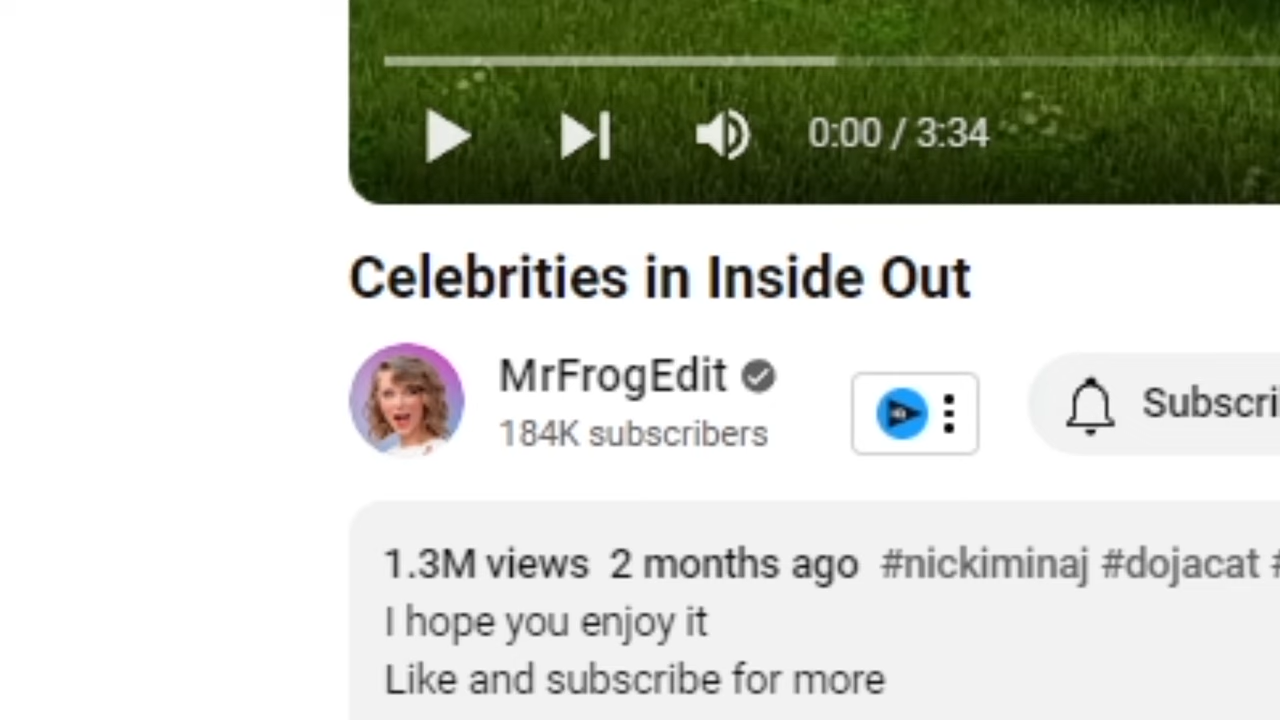 0:00 / 3:34
Celebrities in Inside Out
MrFrogEdit
184K subscribers
Subscri
1.3M views 2 months ago #nickiminaj #dojacat #
I hope you enjoy it
Like and subscribe for more